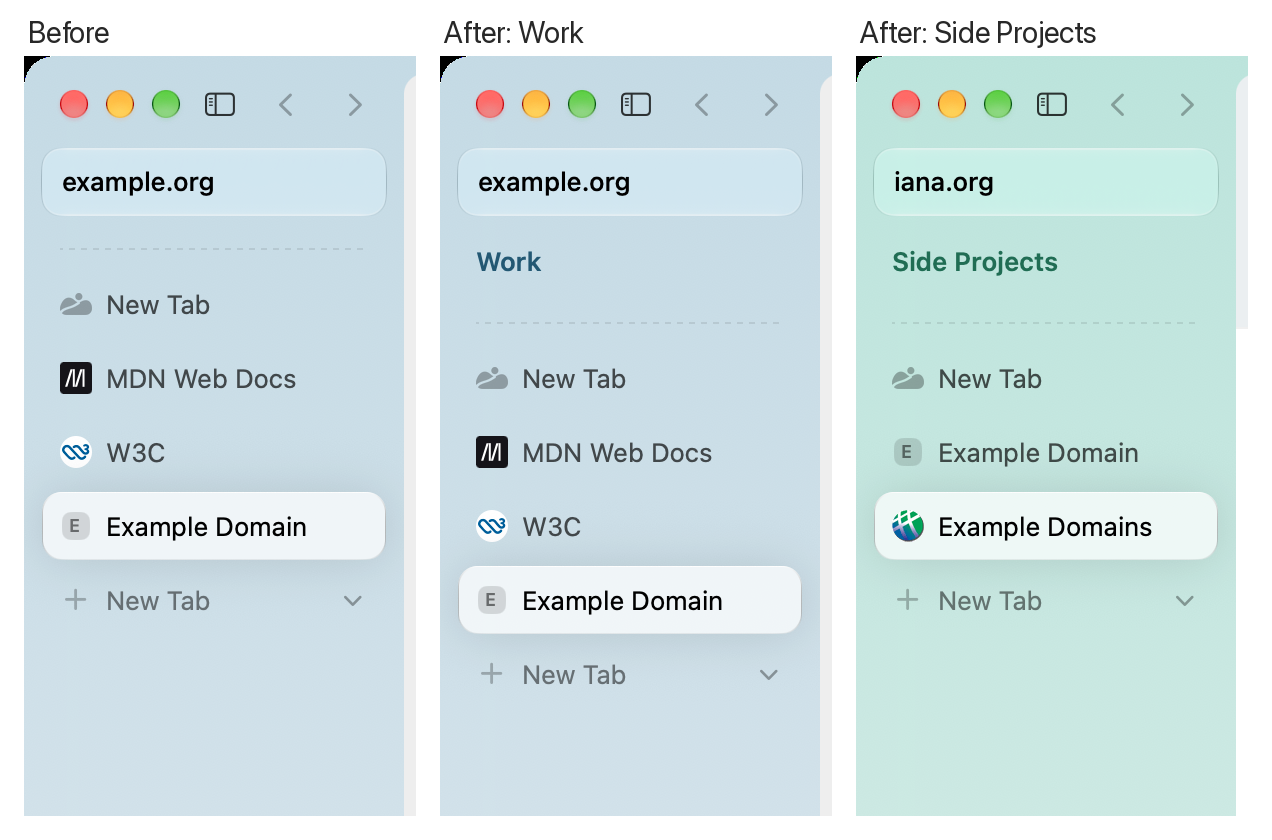 Before
example.org
New Tab
MDN Web Docs
W3C
E Example Domain
New Tab
After: Work
example.org
Work
New Tab
MDN Web Docs
W3C
E Example Domain
New Tab
After: Side Projects
iana.org
Side Projects
New Tab
E Example Domain
Example Domains
New Tab